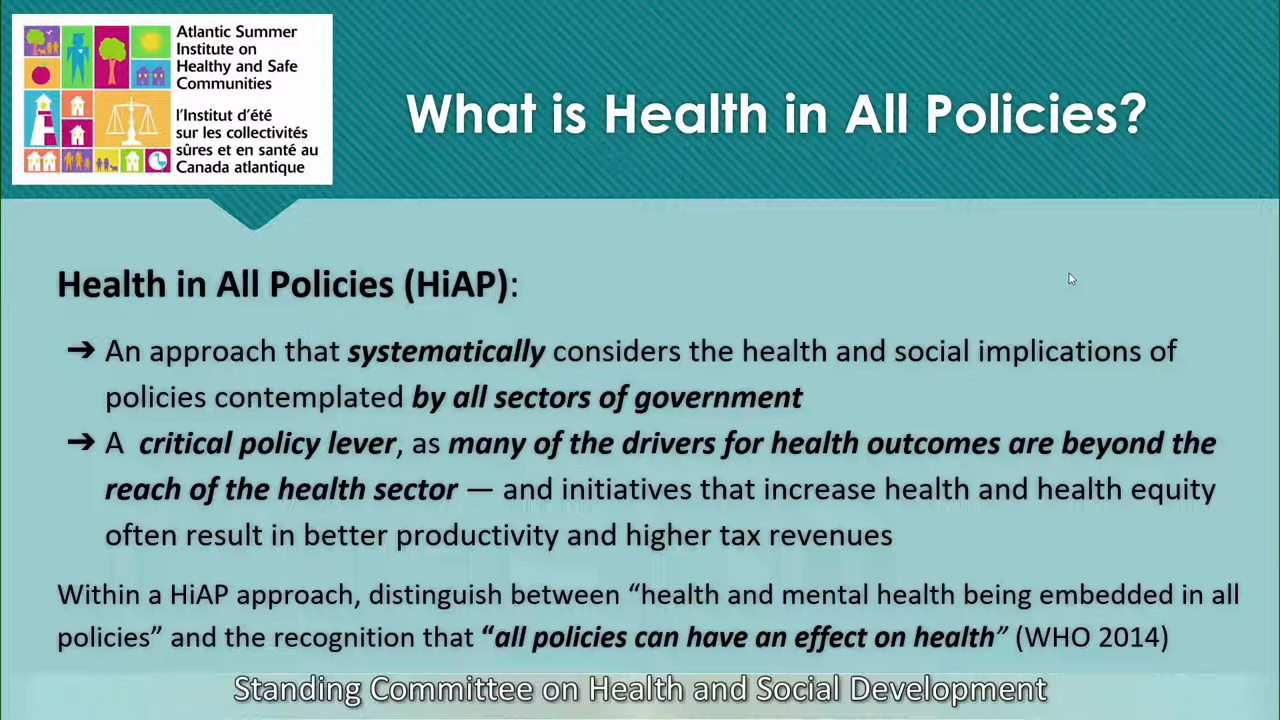 Atlantic Summer
Institute on
Healthy and Safe
Communities
l'Institut d'été
sur les collectivités
sûres et en santé au
Canada atlantique
What is Health in All Policies?
Health in All Policies (HiAP):
➔ An approach that systematically considers the health and social implications of
policies contemplated by all sectors of government
➔ A critical policy lever, as many of the drivers for health outcomes are beyond the
reach of the health sector — and initiatives that increase health and health equity
often result in better productivity and higher tax revenues
Within a HiAP approach, distinguish between “health and mental health being embedded in all
policies” and the recognition that “all policies can have an effect on health” (WHO 2014)
Standing Committee on Health and Social Development